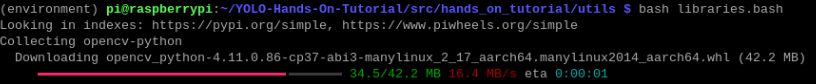 (environment) pi@raspberrypi:~/YOLO-Hands-On-Tutorial/src/hands_on_tutorial/utils $ bash libraries.bash
Looking in indexes: https://pypi.org/simple, https://www.piwheels.org/simple
Collecting opencv-python
  Downloading opencv_python-4.11.0.86-cp37-abi3-manylinux_2_17_aarch64.manylinux2014_aarch64.whl (42.2 MB)
34.5/42.2 MB 16.4 MB/s eta 0:00:01